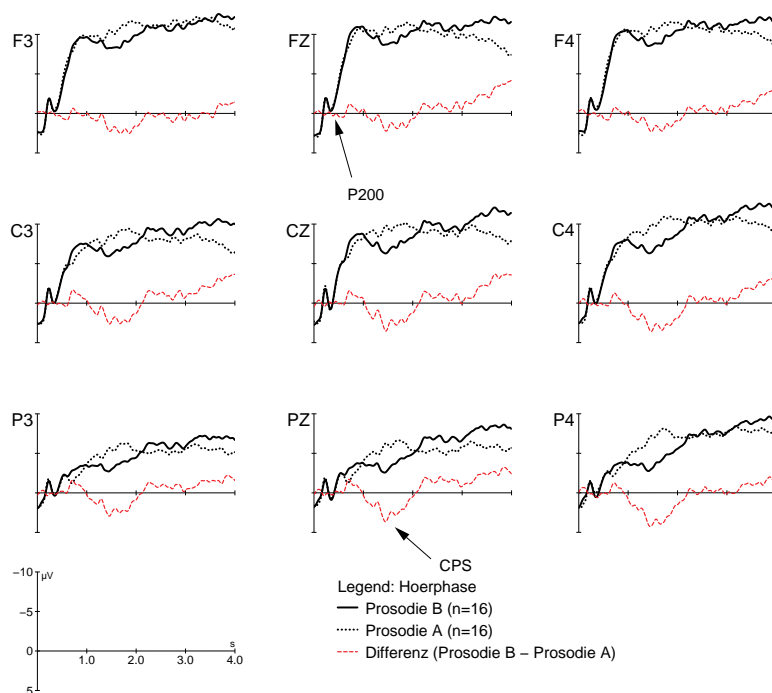 F3 FZ F4
P200
C3 CZ C4
P3 PZ P4
CPS
−10
µV
−5
0
5
s
1.0 2.0 3.0 4.0
Legend: Hoerphase
Prosodie B (n=16)
Prosodie A (n=16)
Differenz (Prosodie B − Prosodie A)